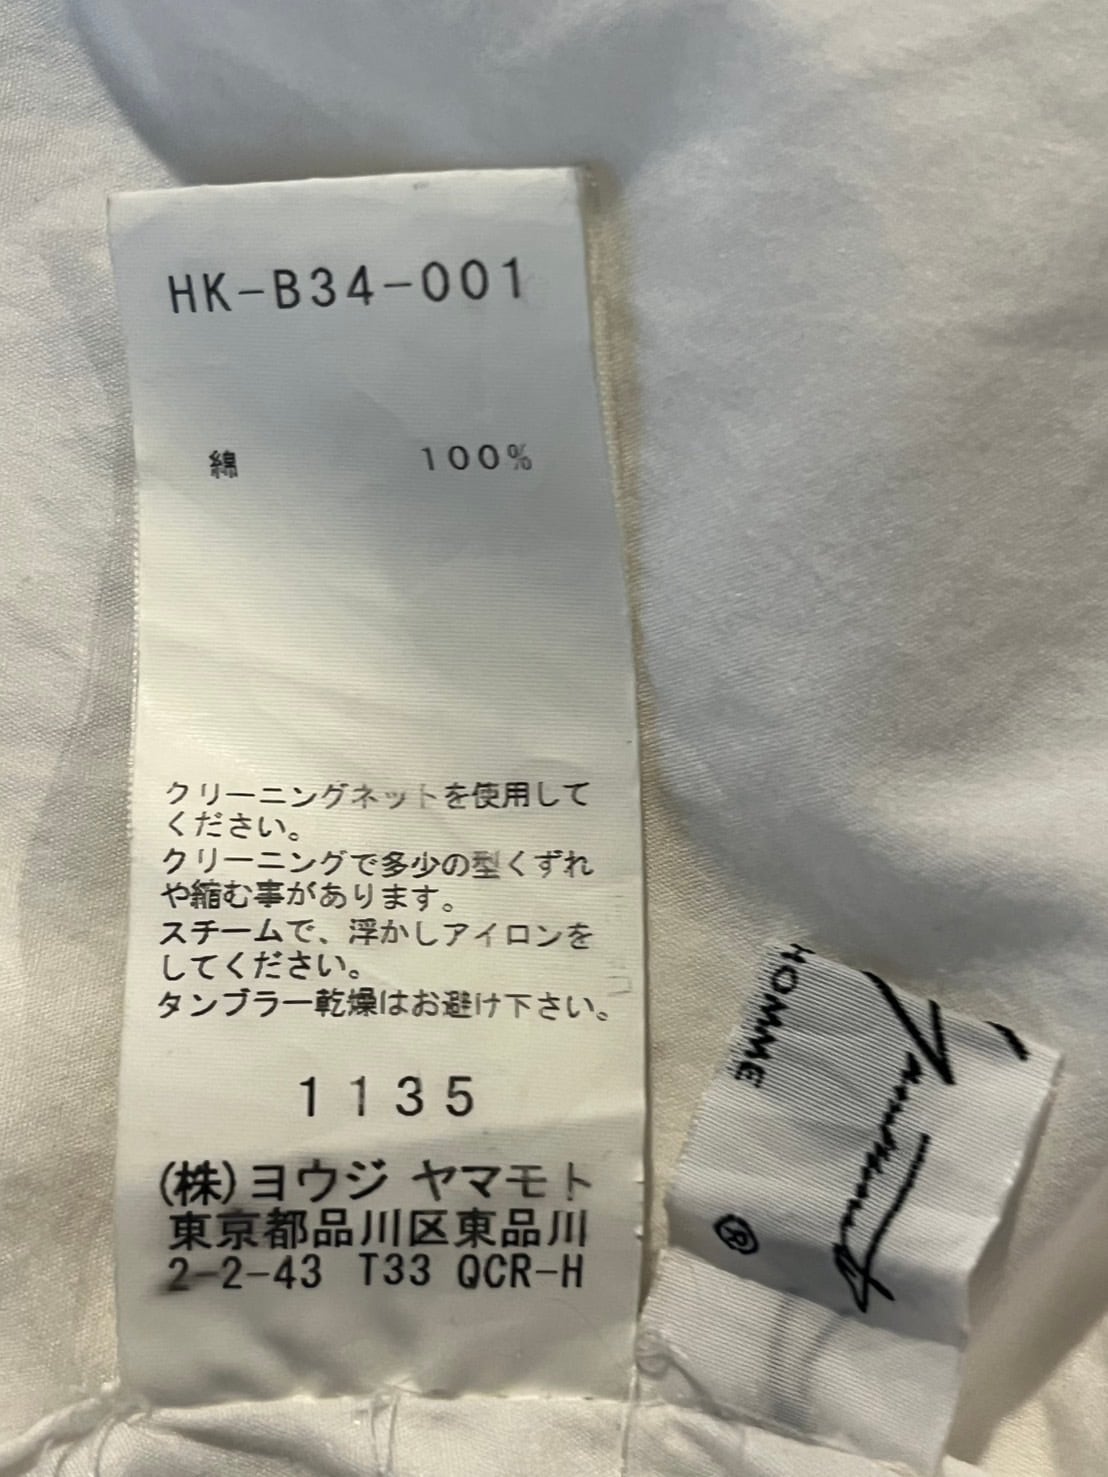 HK-B34-001
綿 100%
クリーニングネットを使用して
ください。
クリーニングで多少の型くずれ
や縮む事があります。
スチームで、浮かしアイロンを
してください。
タンブラー乾燥はお避け下さい。
1135
(株)ヨウジ ヤマモト
東京都品川区東品川
2-2-43 T33 QCR-H
HOMME
Yamamoto
®